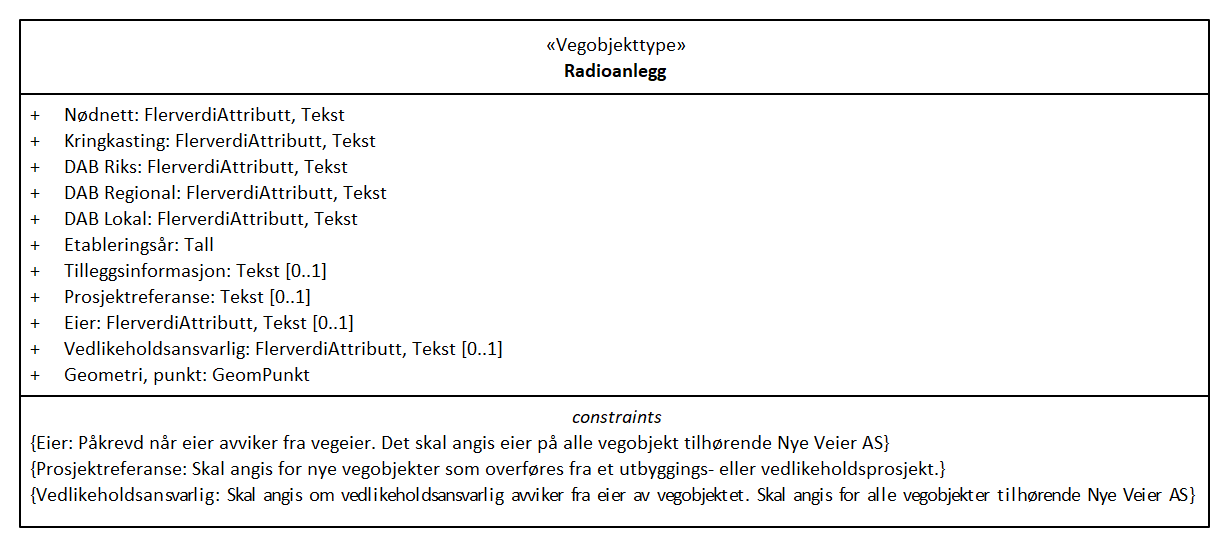 «Vegobjekttype»
Radioanlegg
+ Nødnett: FlerverdiAttributt, Tekst
+ Kringkasting: FlerverdiAttributt, Tekst
+ DAB Riks: FlerverdiAttributt, Tekst
+ DAB Regional: FlerverdiAttributt, Tekst
+ DAB Lokal: FlerverdiAttributt, Tekst
+ Etableringsår: Tall
+ Tilleggsinformasjon: Tekst [0..1]
+ Prosjektreferanse: Tekst [0..1]
+ Eier: FlerverdiAttributt, Tekst [0..1]
+ Vedlikeholdsansvarlig: FlerverdiAttributt, Tekst [0..1]
+ Geometri, punkt: GeomPunkt
constraints
{Eier: Påkrevd når eier avviker fra vegeier. Det skal angis eier på alle vegobjekt tilhørende Nye Veier AS}
{Prosjektreferanse: Skal angis for nye vegobjekter som overføres fra et utbyggings- eller vedlikeholdsprosjekt.}
{Vedlikeholdsansvarlig: Skal angis om vedlikeholdsansvarlig avviker fra eier av vegobjektet. Skal angis for alle vegobjekter tilhørende Nye Veier AS}